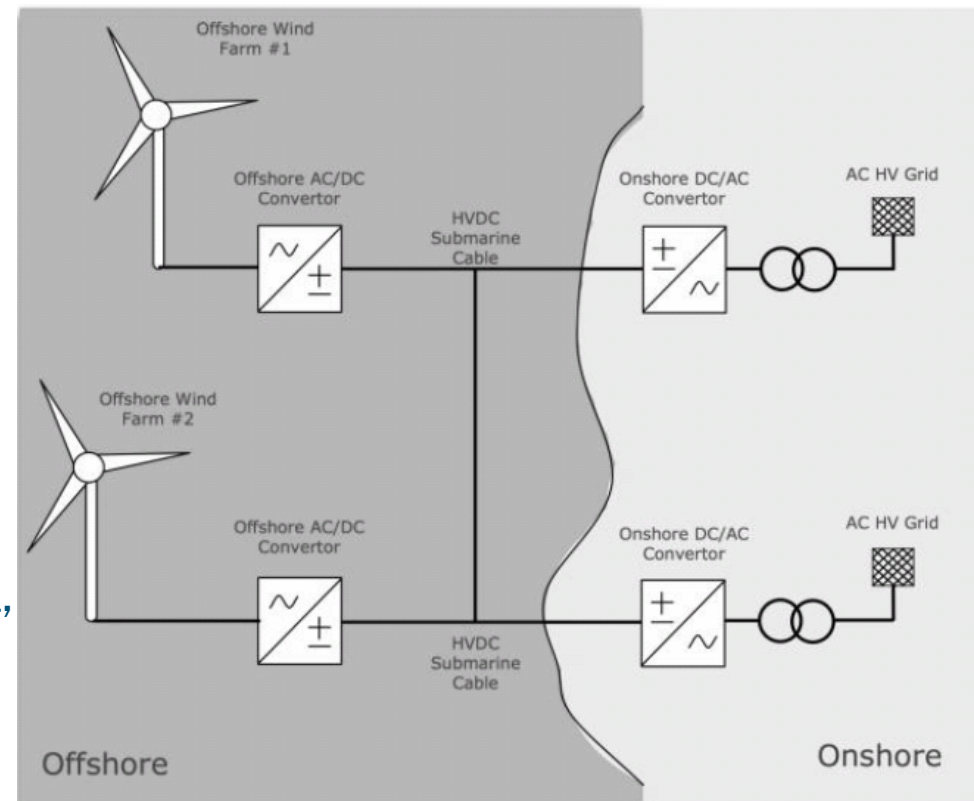 Offshore Wind
Farm #1
Offshore AC/DC
Convertor
HVDC
Submarine
Cable
Onshore DC/AC
Convertor
AC HV Grid
Offshore Wind
Farm #2
Offshore AC/DC
Convertor
HVDC
Submarine
Cable
Onshore DC/AC
Convertor
AC HV Grid
Offshore
Onshore